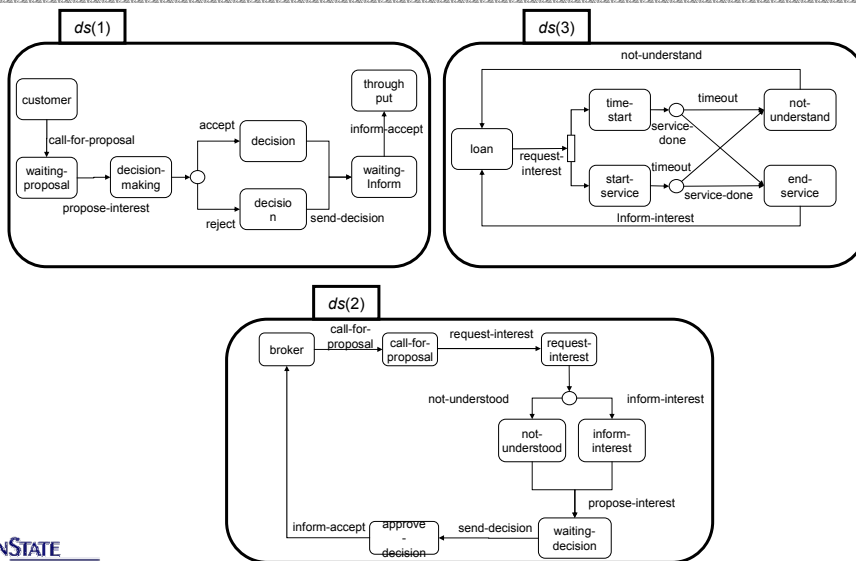 ds(1)
customer
call-for-proposal
waiting-
proposal
propose-interest
decision-
making
accept
decision
reject
decisio
n
send-decision
through
put
inform-accept
waiting-
Inform
ds(3)
not-understand
loan
request-
interest
time-
start
service-
done
timeout
not-
understand
start-
service
timeout
service-done
end-
service
Inform-interest
ds(2)
broker
call-for-
proposal
call-for-
proposal
request-interest
request-
interest
not-understood
inform-interest
not-
understood
inform-
interest
propose-interest
waiting-
decision
send-decision
approve
-
decision
inform-accept
NSTATE